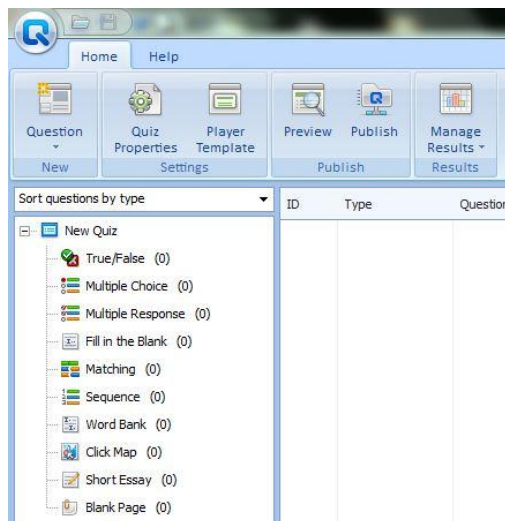 Home Help
Question Quiz Properties Player Template Preview Publish Manage Results
New Settings Publish Results
Sort questions by type
ID Type Question
New Quiz
True/False (0)
Multiple Choice (0)
Multiple Response (0)
Fill in the Blank (0)
Matching (0)
Sequence (0)
Word Bank (0)
Click Map (0)
Short Essay (0)
Blank Page (0)